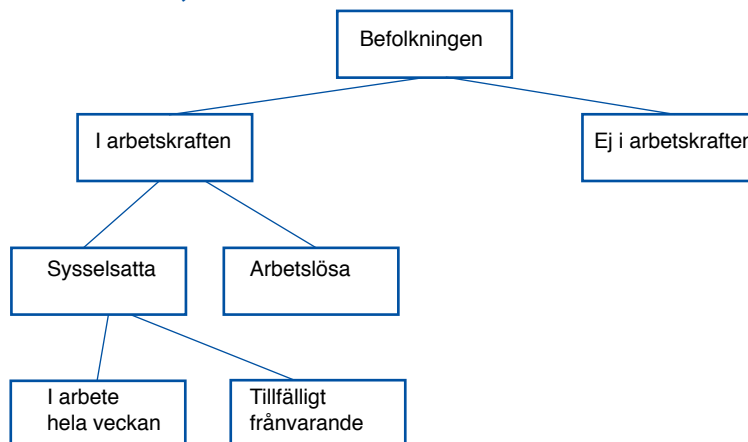 Befolkningen
I arbetskraften
Ej i arbetskraften
Sysselsatta
Arbetslösa
I arbete
hela veckan
Tillfälligt
frånvarande